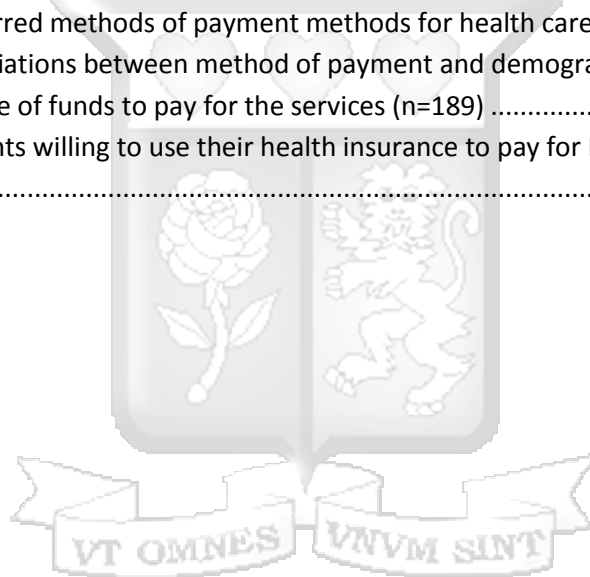 rred methods of payment methods for health care
iations between method of payment and demogra
e of funds to pay for the services (n=189) ..............
nts willing to use their health insurance to pay for
................................................................................
VT OMNES VNVM SINT